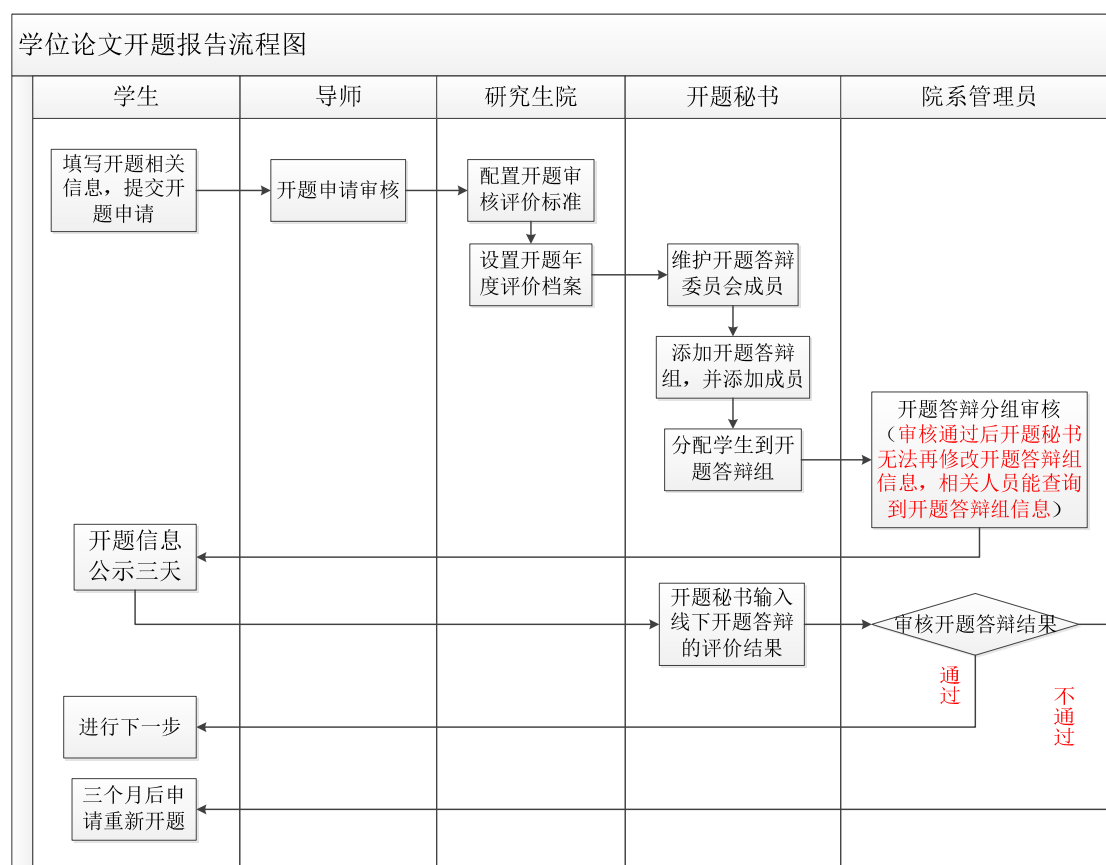 学位论文开题报告流程图
学生
导师
研究生院
开题秘书
院系管理员
填写开题相关
信息，提交开
题申请
开题申请审核
配置开题审
核评价标准
设置开题年
度评价档案
维护开题答辩
委员会成员
添加开题答辩
组，并添加成员
分配学生到开
题答辩组
开题答辩分组审核
（审核通过后开题秘书
无法再修改开题答辩组
信息，相关人员能查询
到开题答辩组信息）
开题信息
公示三天
开题秘书输入
线下开题答辩
的评价结果
审核开题答辩结果
通
过
不
通
过
进行下一步
三个月后申
请重新开题